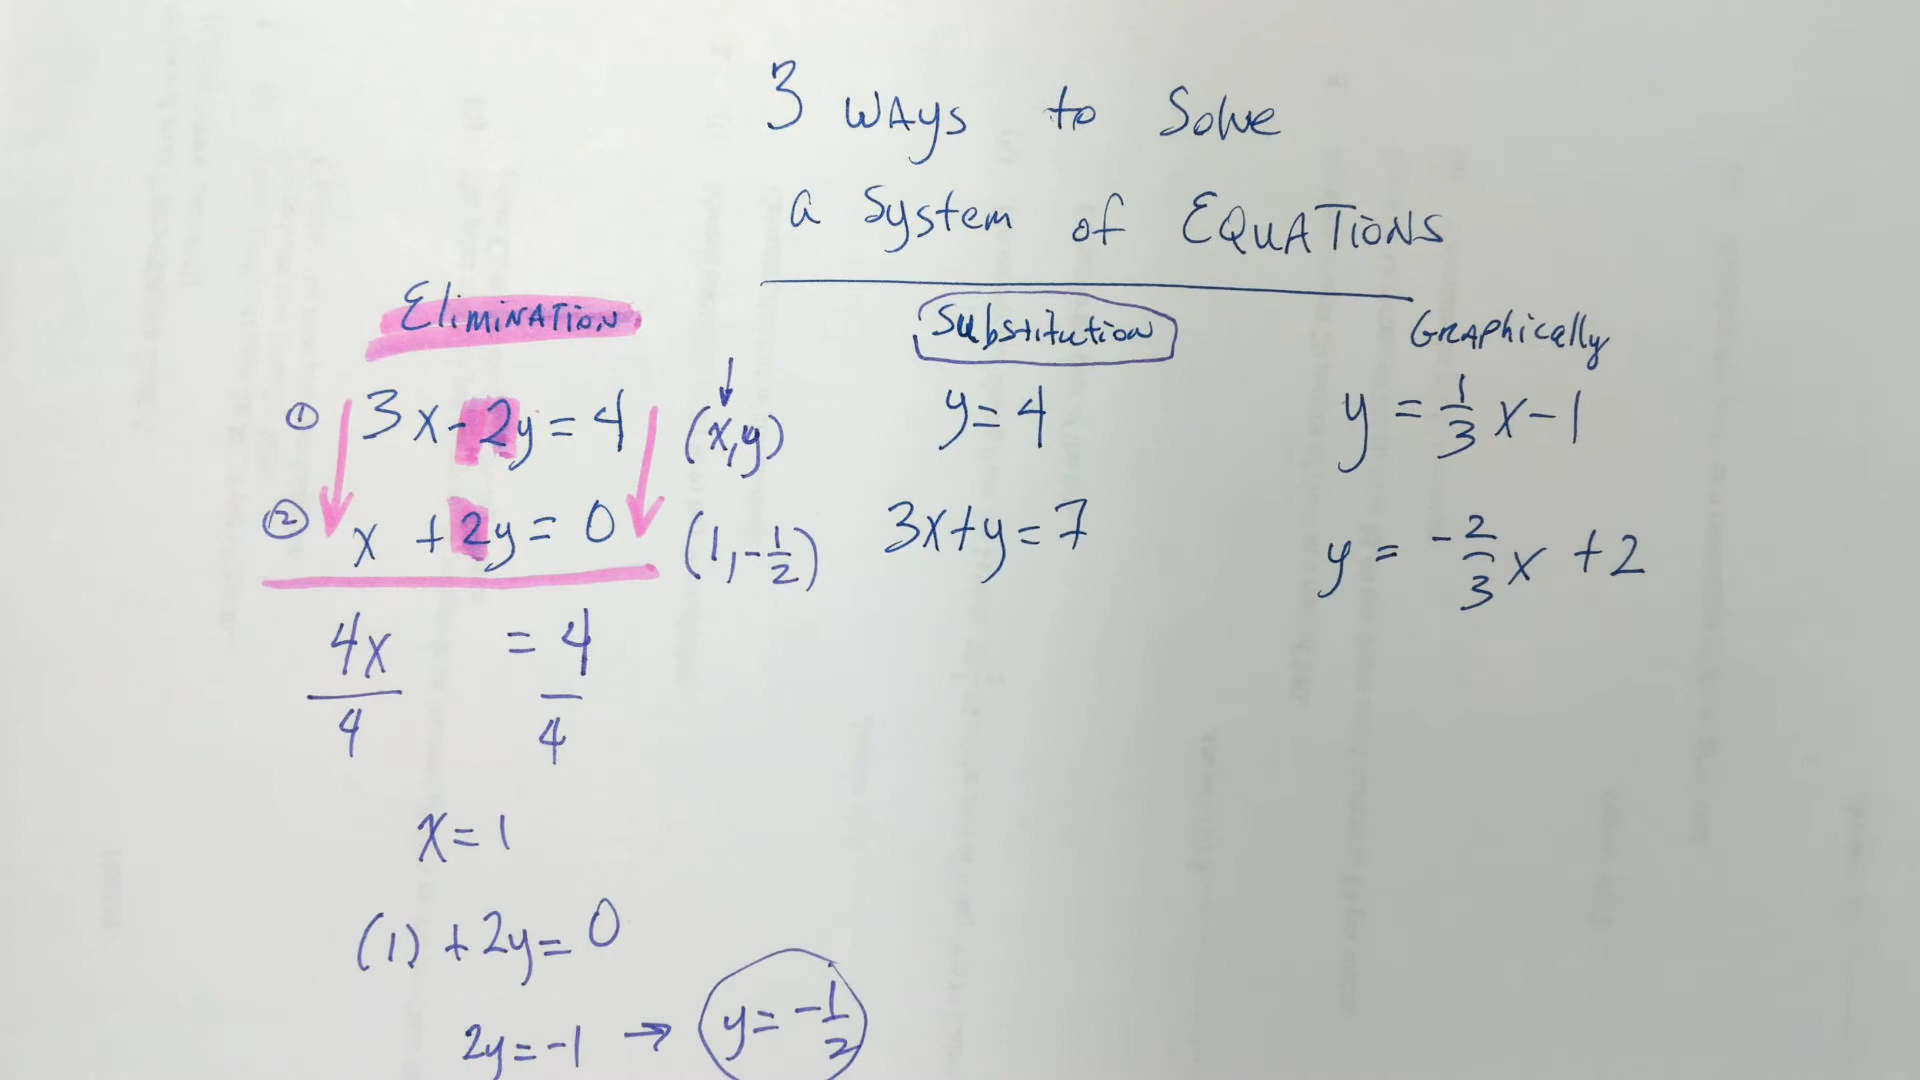 3 WAys to Solve
a System of EQUATIONS
EliMiNATiON
① 3x-2y=4 (x,y)
② x +2y=0 (1,-1/2)
4x = 4
4 4
x=1
(1)+2y=0
2y=-1 → y=-1/2
Substitution
y=4
3x+y=7
GRAphically
y=1/3x-1
y=-2/3x+2